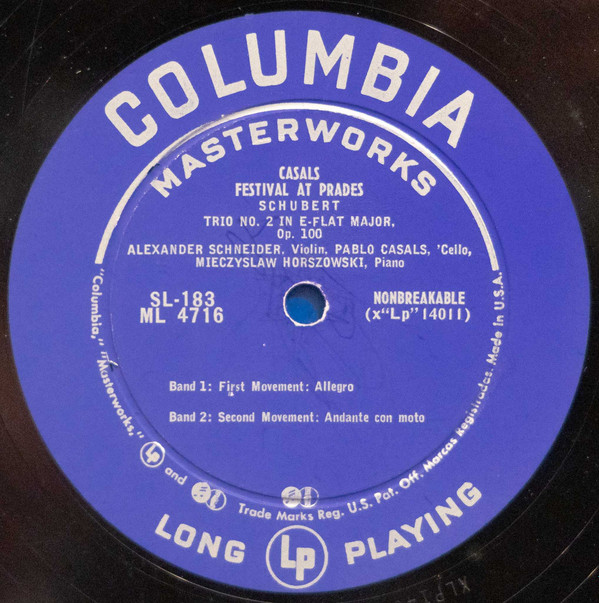 COLUMBIA
MASTERWORKS
CASALS
FESTIVAL AT PRADES
SCHUBERT
TRIO NO. 2 IN E-FLAT MAJOR,
Op. 100
ALEXANDER SCHNEIDER, Violin, PABLO CASALS, 'Cello,
MIECZYSLAW HORSZOWSKI, Piano
SL-183
ML 4716
NONBREAKABLE
(x"Lp"14011)
Band 1: First Movement: Allegro
Band 2: Second Movement: Andante con moto
"Columbia," "Masterworks," Lp and Trade Marks Reg. U.S. Pat. Off. Marcas Registradas. Made In U.S.A.
LONG Lp PLAYING